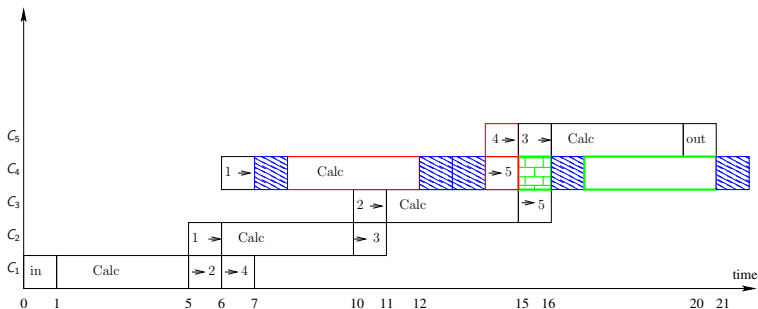 C5 4 → 3 → Calc out
C4 1 → Calc → 5
C3 2 → Calc → 5
C2 1 → Calc → 3
C1 in Calc → 2 → 4
time
0 1 5 6 7 10 11 12 15 16 20 21